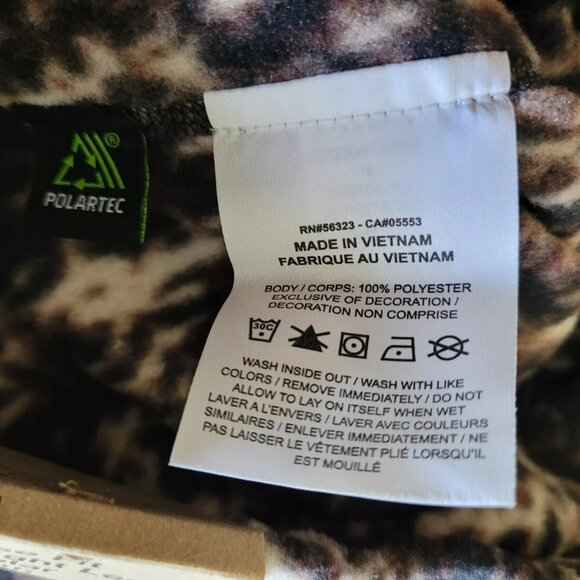 POLARTEC
®
RN#56323 - CA#05553
MADE IN VIETNAM
FABRIQUE AU VIETNAM
BODY / CORPS: 100% POLYESTER
EXCLUSIVE OF DECORATION /
DECORATION NON COMPRISE
30C
WASH INSIDE OUT / WASH WITH LIKE
COLORS / REMOVE IMMEDIATELY / DO NOT
ALLOW TO LAY ON ITSELF WHEN WET
LAVER A L'ENVERS / LAVER AVEC COULEURS
SIMILAIRES / ENLEVER IMMEDIATEMENT / NE
PAS LAISSER LE VÊTEMENT PLIÉ LORSQU'IL
EST MOUILLÉ